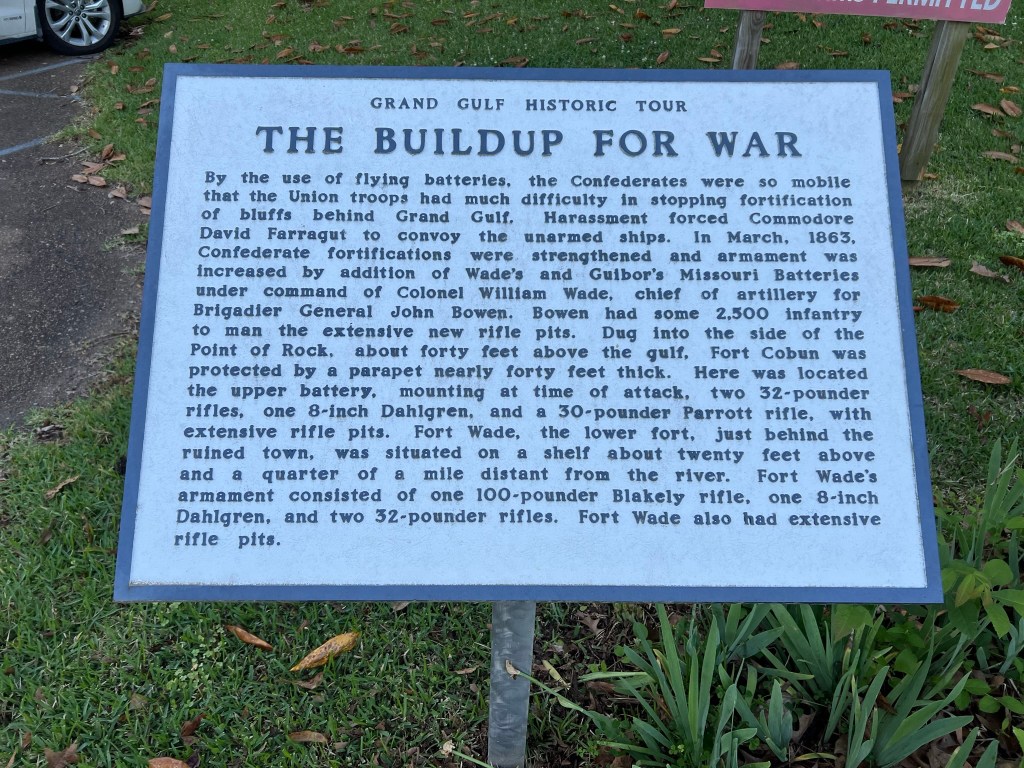 PERMITTED
GRAND GULF HISTORIC TOUR
THE BUILDUP FOR WAR
By the use of flying batteries, the Confederates were so mobile
that the Union troops had much difficulty in stopping fortification
of bluffs behind Grand Gulf. Harassment forced Commodore
David Farragut to convoy the unarmed ships. In March, 1863,
Confederate fortifications were strengthened and armament was
increased by addition of Wade's and Guibor's Missouri Batteries
under command of Colonel William Wade, chief of artillery for
Brigadier General John Bowen. Bowen had some 2,500 infantry
to man the extensive new rifle pits. Dug into the side of the
Point of Rock, about forty feet above the gulf, Fort Cobun was
protected by a parapet nearly forty feet thick. Here was located
the upper battery, mounting at time of attack, two 32-pounder
rifles, one 8-inch Dahlgren, and a 30-pounder Parrott rifle, with
extensive rifle pits. Fort Wade, the lower fort, just behind the
ruined town, was situated on a shelf about twenty feet above
and a quarter of a mile distant from the river. Fort Wade's
armament consisted of one 100-pounder Blakely rifle, one 8-inch
Dahlgren, and two 32-pounder rifles. Fort Wade also had extensive
rifle pits.